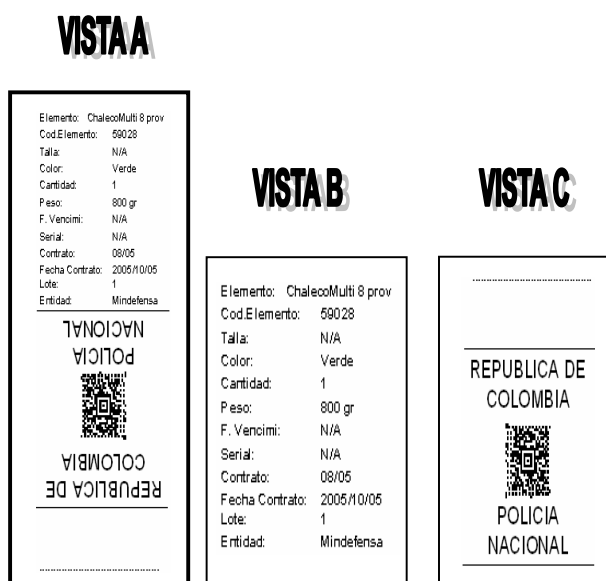 VISTA A
Elemento: ChalecoMulti 8 prov
Cod.Elemento: 59028
Talla: N/A
Color: Verde
Cantidad: 1
Peso: 800 gr
F. Vencimi: N/A
Serial: N/A
Contrato: 08/05
Fecha Contrato: 2005/10/05
Lote: 1
Entidad: Mindefensa
REPUBLICA DE
COLOMBIA
POLICIA
NACIONAL
VISTA B
Elemento: ChalecoMulti 8 prov
Cod.Elemento: 59028
Talla: N/A
Color: Verde
Cantidad: 1
Peso: 800 gr
F. Vencimi: N/A
Serial: N/A
Contrato: 08/05
Fecha Contrato: 2005/10/05
Lote: 1
Entidad: Mindefensa
VISTA C
REPUBLICA DE
COLOMBIA
POLICIA
NACIONAL